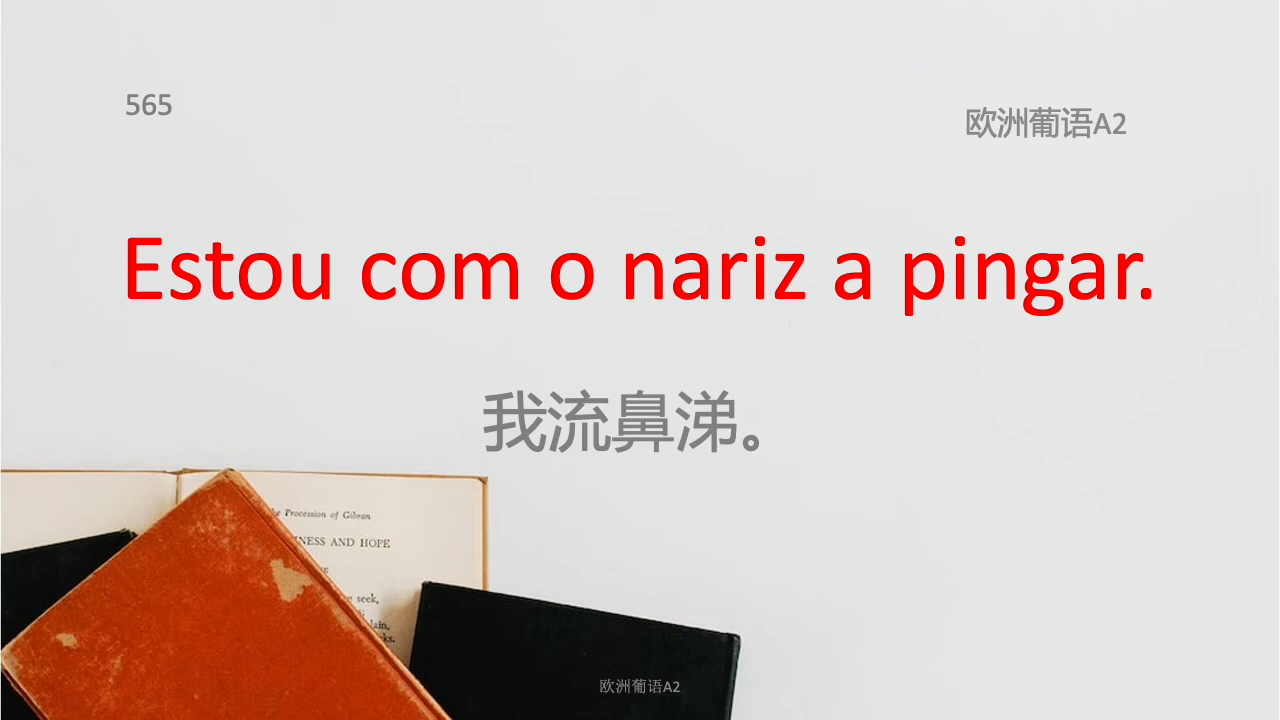 565
欧洲葡语A2
Estou com o nariz a pingar.
我流鼻涕。
Procession of Gibran
NESS AND HOPE
seek,
欧洲葡语A2